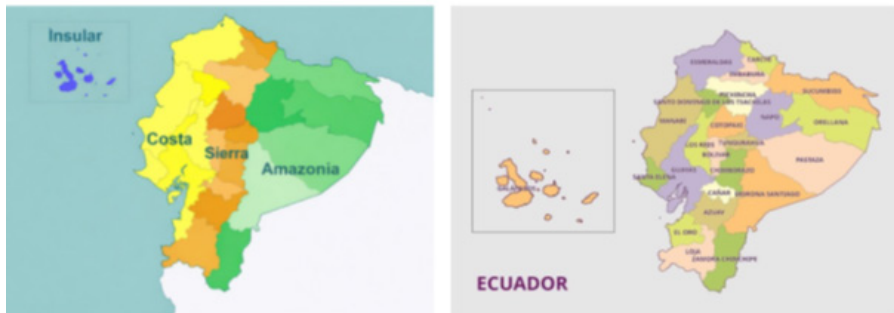 Insular
Costa
Sierra
Amazonia
ESMERALDAS
CARCHI
IMBABURA
SUCUMBIOS
PICHINCHA
SANTO DOMINGO DE LOS TSACHILAS
NAPO
ORELLANA
MANABI
COTOPAXI
LOS RIOS
TUNGURAHUA
BOLIVAR
PASTAZA
SANTA ELENA
GUAYAS
CHIMBORAZO
CAÑAR
MORONA SANTIAGO
AZUAY
EL ORO
LOJA
ZAMORA CHINCHIPE
ECUADOR